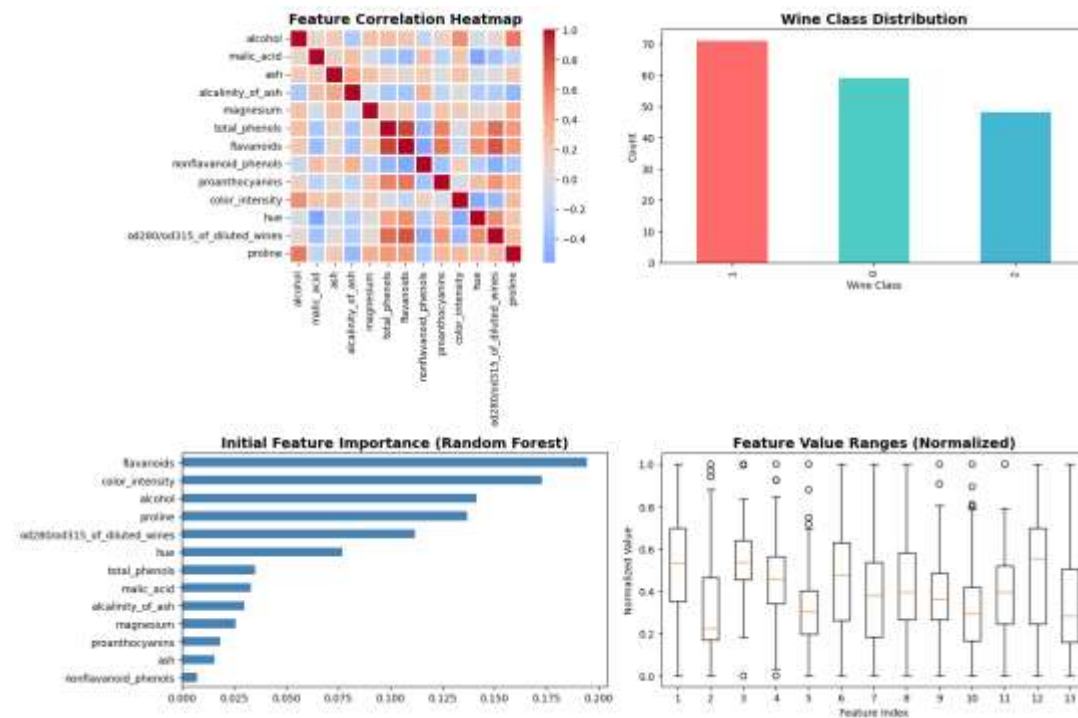 Feature Correlation Heatmap
alcohol
malic_acid
ash
alcalinity_of_ash
magnesium
total_phenols
flavanoids
nonflavanoid_phenols
proanthocyanins
color_intensity
hue
od280/od315_of_diluted_wines
proline
alcohol
malic_acid
ash
alcalinity_of_ash
magnesium
total_phenols
flavanoids
nonflavanoid_phenols
proanthocyanins
color_intensity
hue
od280/od315_of_diluted_wines
proline
1.0
0.8
0.6
0.4
0.2
0.0
−0.2
−0.4
Wine Class Distribution
Count
70
60
50
40
30
20
10
0
1
0
2
Wine Class
Initial Feature Importance (Random Forest)
flavanoids
color_intensity
alcohol
proline
od280/od315_of_diluted_wines
hue
total_phenols
malic_acid
alcalinity_of_ash
magnesium
proanthocyanins
ash
nonflavanoid_phenols
0.000 0.025 0.050 0.075 0.100 0.125 0.150 0.175 0.200
Feature Value Ranges (Normalized)
Normalized Value
1.0
0.8
0.6
0.4
0.2
0.0
1 2 3 4 5 6 7 8 9 10 11 12 13
Feature Index